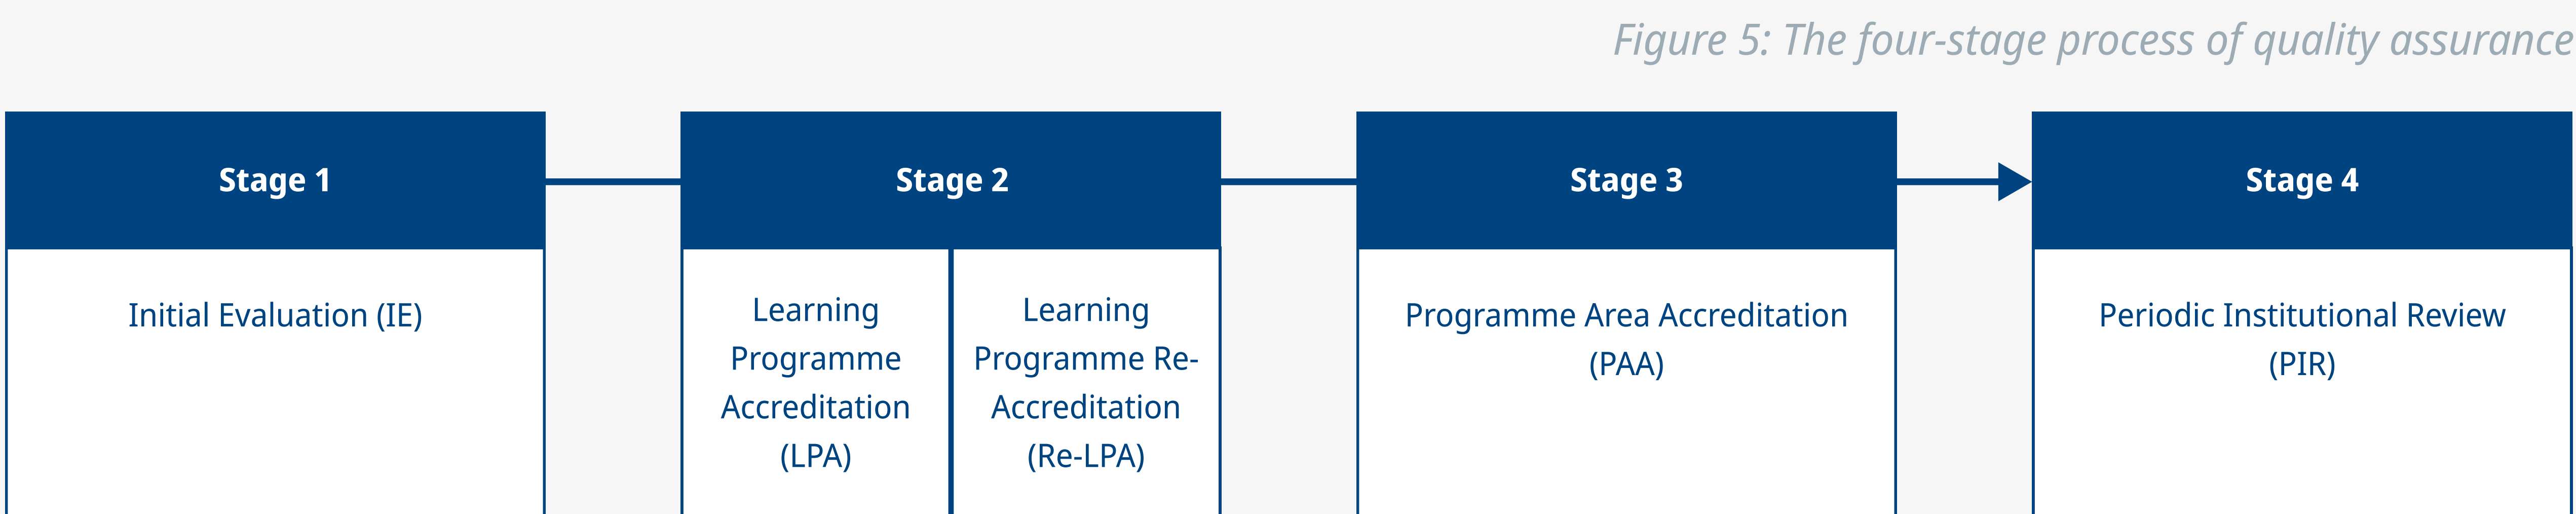 Figure 5: The four-stage process of quality assurance
Stage 1
Stage 2
Stage 3
Stage 4
Initial Evaluation (IE)
Learning
Programme
Accreditation
(LPA)
Learning
Programme Re-
Accreditation
(Re-LPA)
Programme Area Accreditation
(PAA)
Periodic Institutional Review
(PIR)